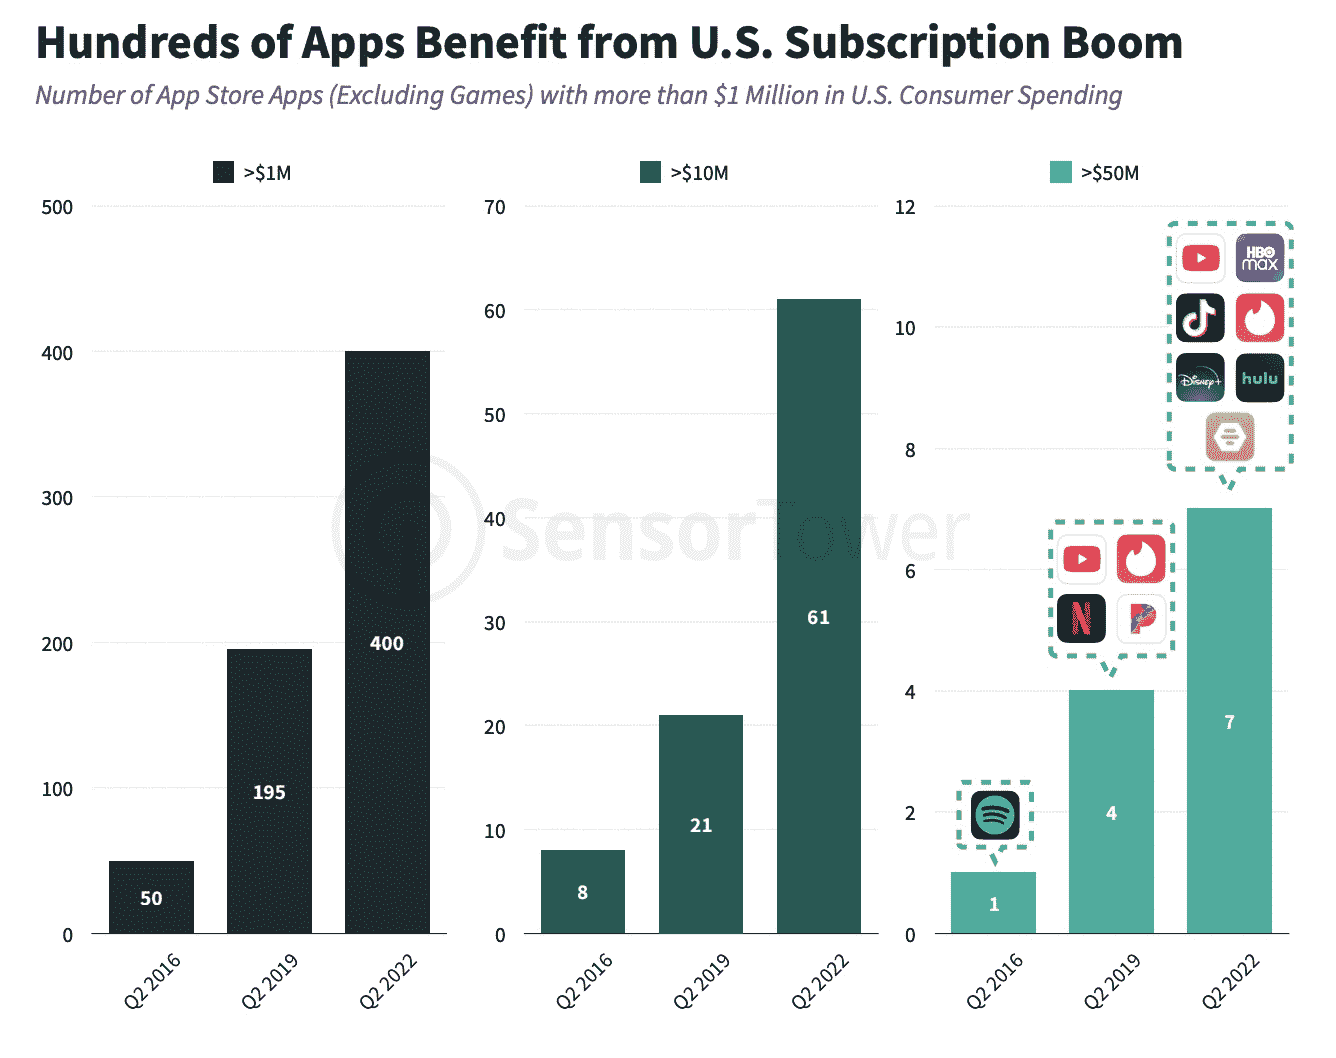 Hundreds of Apps Benefit from U.S. Subscription Boom
Number of App Store Apps (Excluding Games) with more than $1 Million in U.S. Consumer Spending
>$1M
500
400
300
200
100
0
50
195
400
Q2 2016
Q2 2019
Q2 2022
>$10M
70
60
50
40
30
20
10
0
8
21
61
Q2 2016
Q2 2019
Q2 2022
>$50M
12
10
8
6
4
2
0
HBO
max
Disney+
hulu
N
P
1
4
7
Q2 2016
Q2 2019
Q2 2022
SensorTower